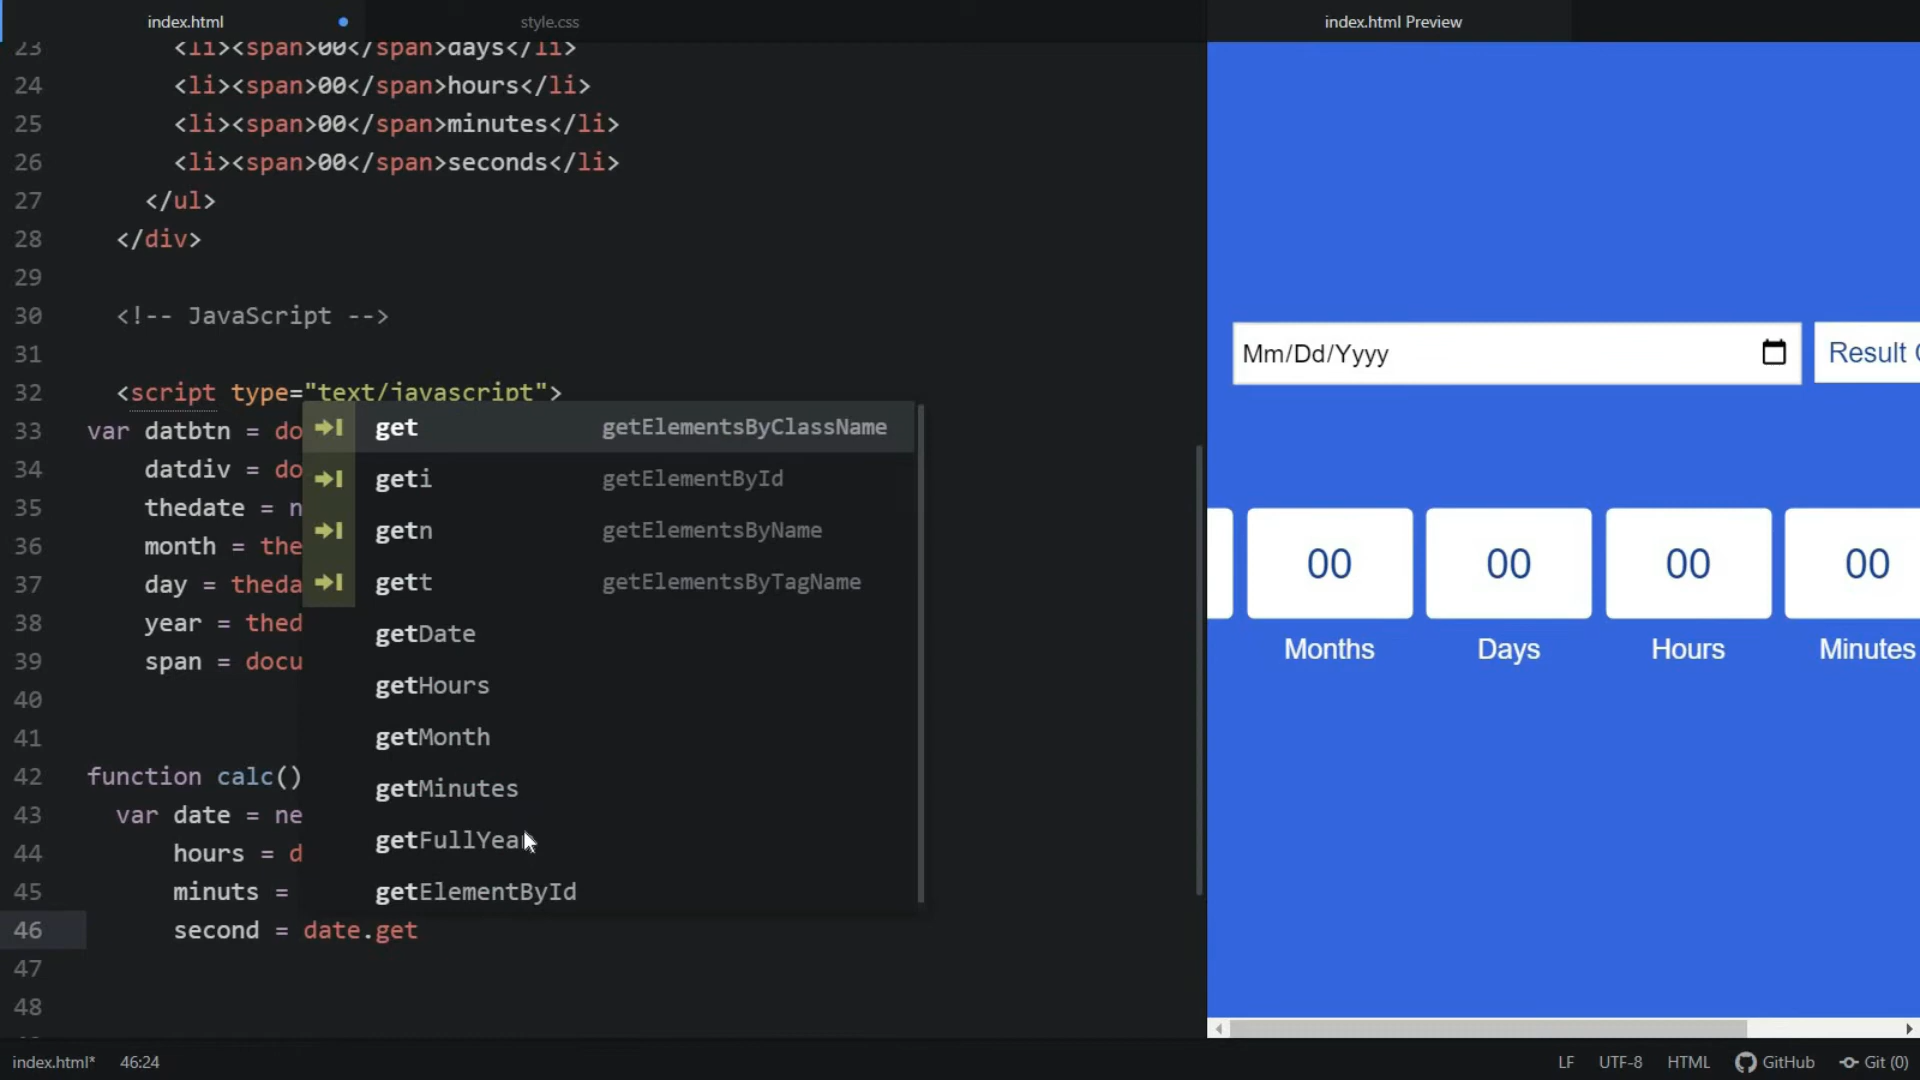 index.html
style.css
index.html Preview
23 <li><span>00</span>days</li>
24 <li><span>00</span>hours</li>
25 <li><span>00</span>minutes</li>
26 <li><span>00</span>seconds</li>
27 </ul>
28 </div>
29
30 <!-- JavaScript -->
31
32 <script type="text/javascript">
33 var datbtn = do
34 datdiv = do
35 thedate = n
36 month = the
37 day = theda
38 year = thed
39 span = docu
40
41
42 function calc()
43 var date = ne
44 hours = d
45 minuts =
46 second = date.get
47
48
get getElementsByClassName
geti getElementById
getn getElementsByName
gett getElementsByTagName
getDate
getHours
getMonth
getMinutes
getFullYear
getElementById
Mm/Dd/Yyyy
Result
00 00 00 00
Months Days Hours Minutes
index.html* 46:24
LF UTF-8 HTML GitHub Git (0)